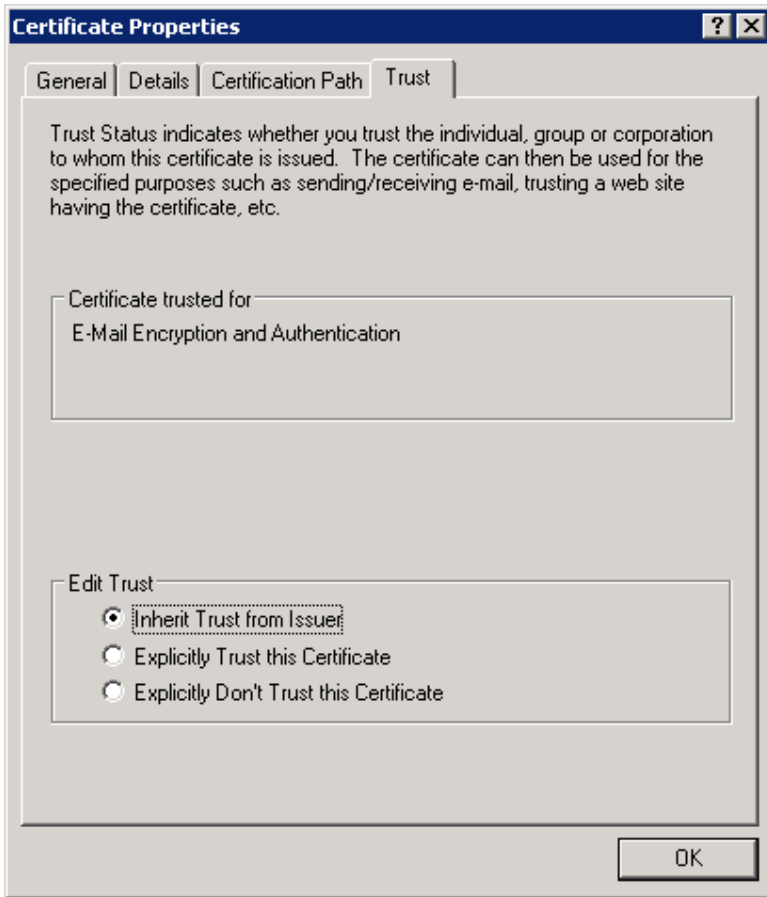 Certificate Properties
General Details Certification Path Trust
Trust Status indicates whether you trust the individual, group or corporation
to whom this certificate is issued.  The certificate can then be used for the
specified purposes such as sending/receiving e-mail, trusting a web site
having the certificate, etc.
Certificate trusted for
E-Mail Encryption and Authentication
Edit Trust
Inherit Trust from Issuer
Explicitly Trust this Certificate
Explicitly Don't Trust this Certificate
OK